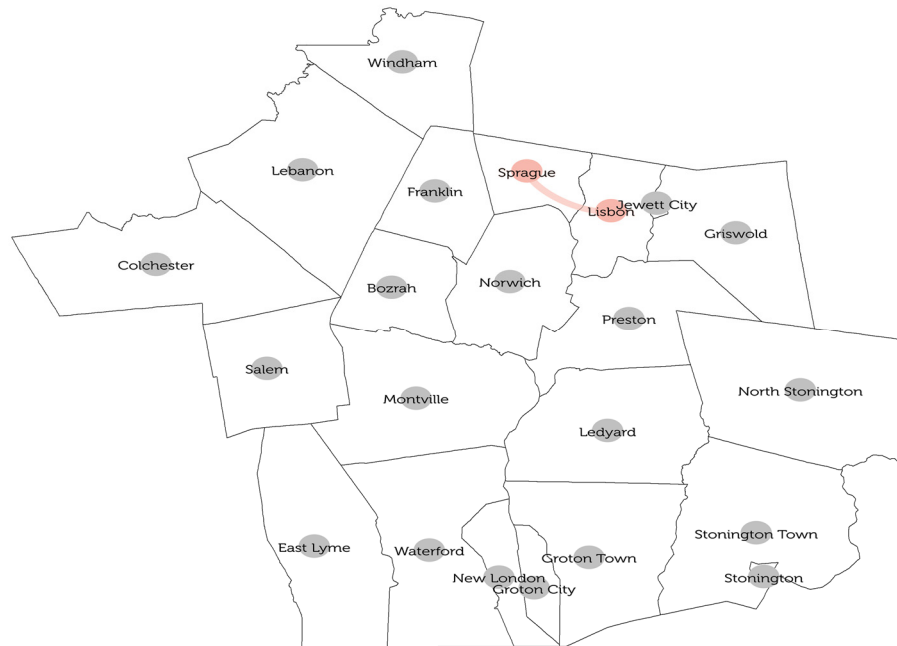 Windham
Lebanon
Sprague
Franklin
Jewett City
Lisbon
Griswold
Colchester
Norwich
Bozrah
Preston
Salem
North Stonington
Montville
Ledyard
Stonington Town
East Lyme
Waterford
Groton Town
New London
Stonington
Groton City